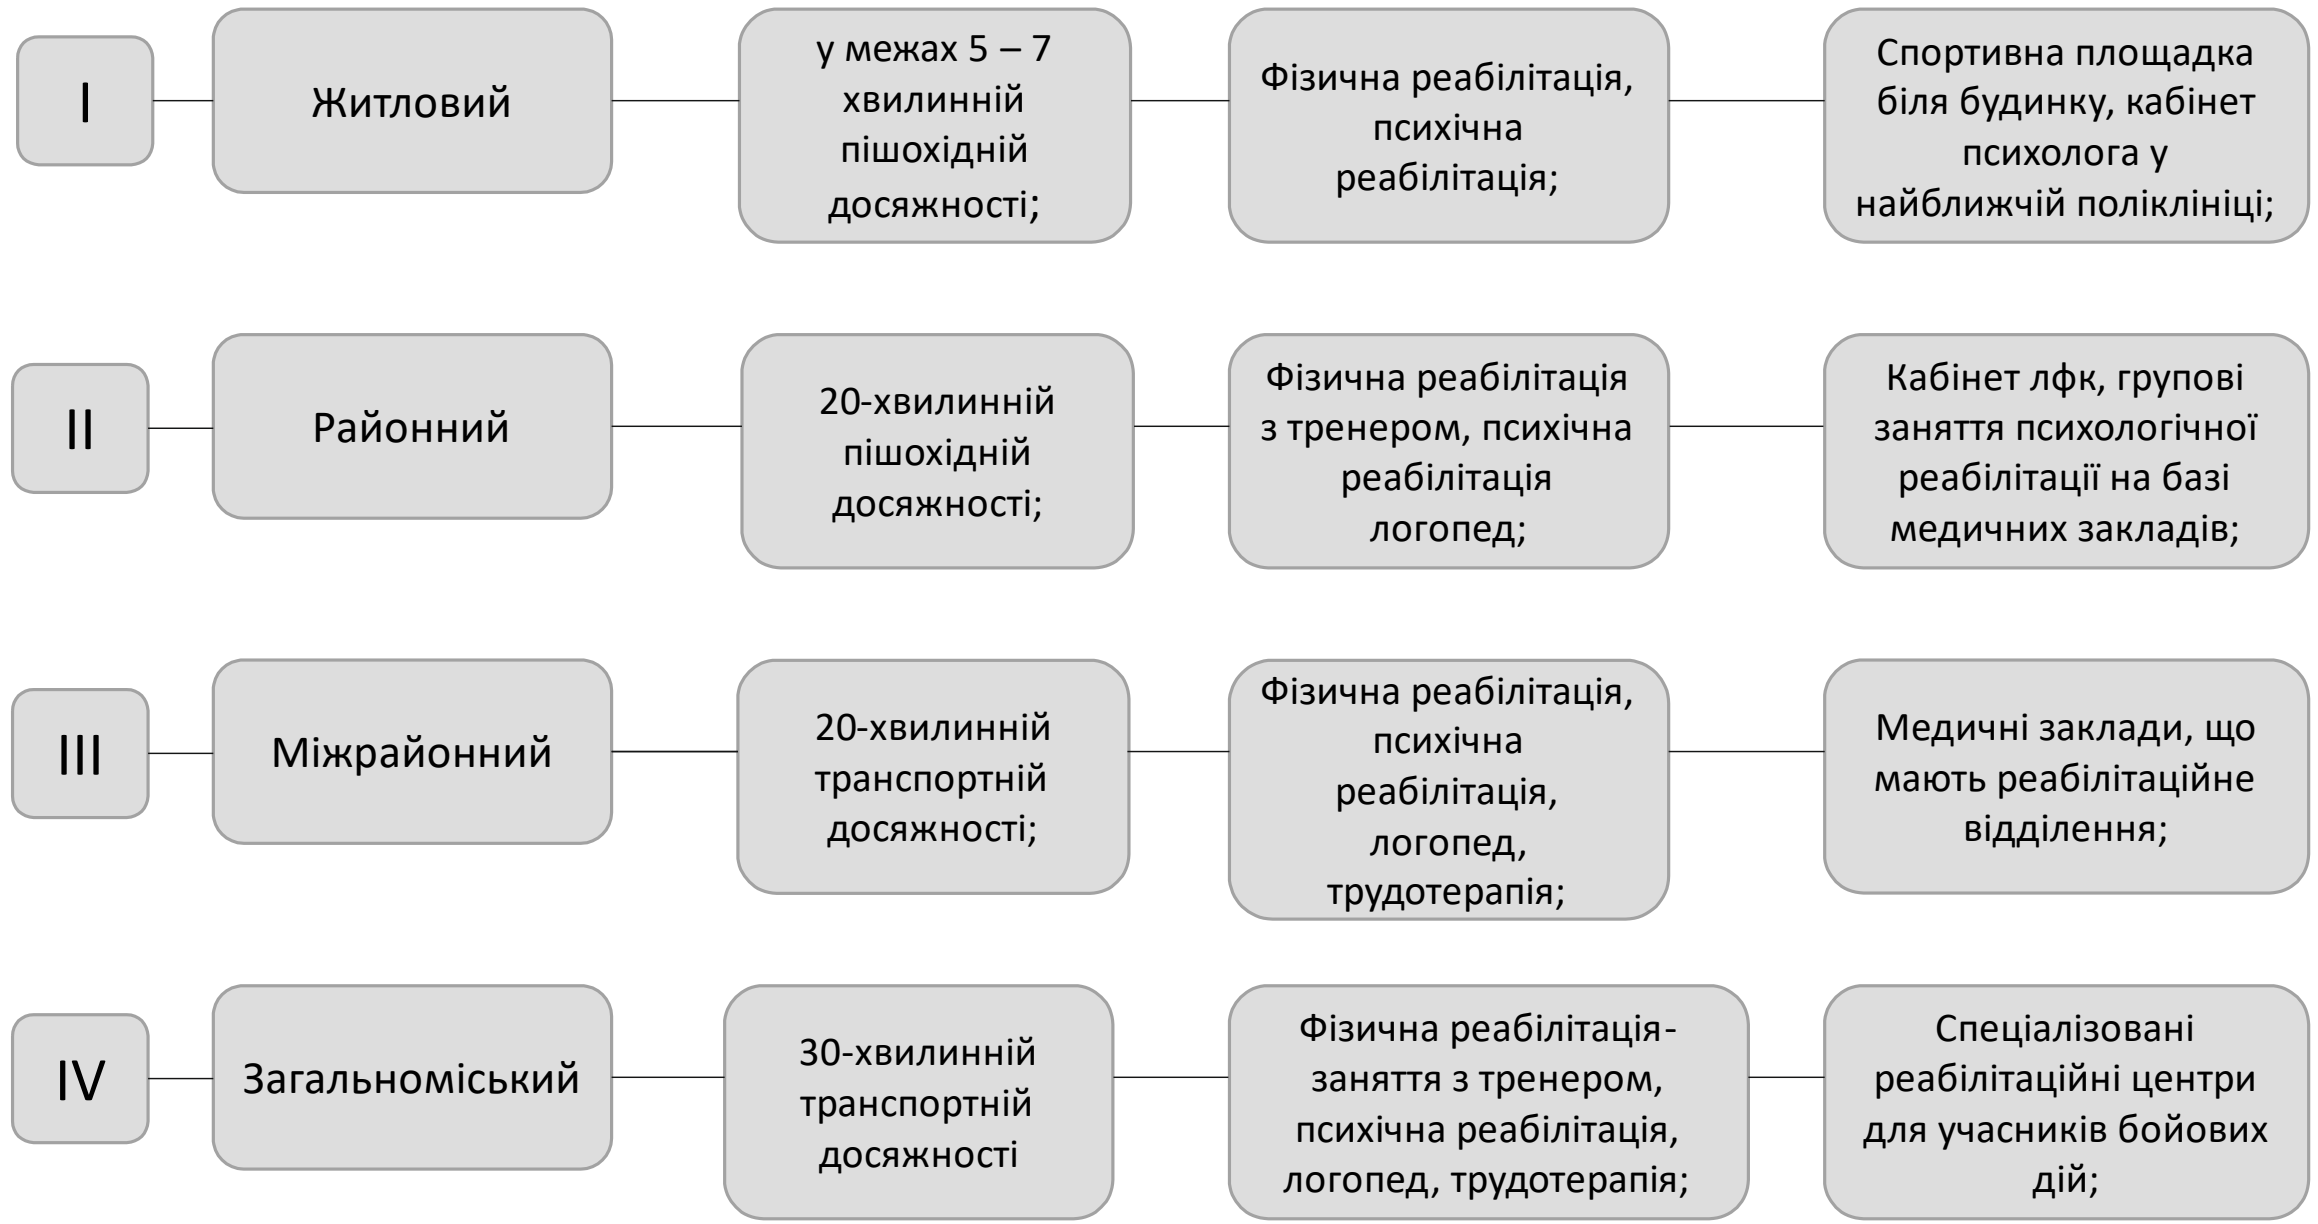 I
Житловий
у межах 5 – 7
хвилинній
пішохідній
досяжності;
Фізична реабілітація,
психічна
реабілітація;
Спортивна площадка
біля будинку, кабінет
психолога у
найближчій поліклініці;
II
Районний
20-хвилинній
пішохідній
досяжності;
Фізична реабілітація
з тренером, психічна
реабілітація
логопед;
Кабінет лфк, групові
заняття психологічної
реабілітації на базі
медичних закладів;
III
Міжрайонний
20-хвилинній
транспортній
досяжності;
Фізична реабілітація,
психічна
реабілітація,
логопед,
трудотерапія;
Медичні заклади, що
мають реабілітаційне
відділення;
IV
Загальноміський
30-хвилинній
транспортній
досяжності
Фізична реабілітація-
заняття з тренером,
психічна реабілітація,
логопед, трудотерапія;
Спеціалізовані
реабілітаційні центри
для учасників бойових
дій;